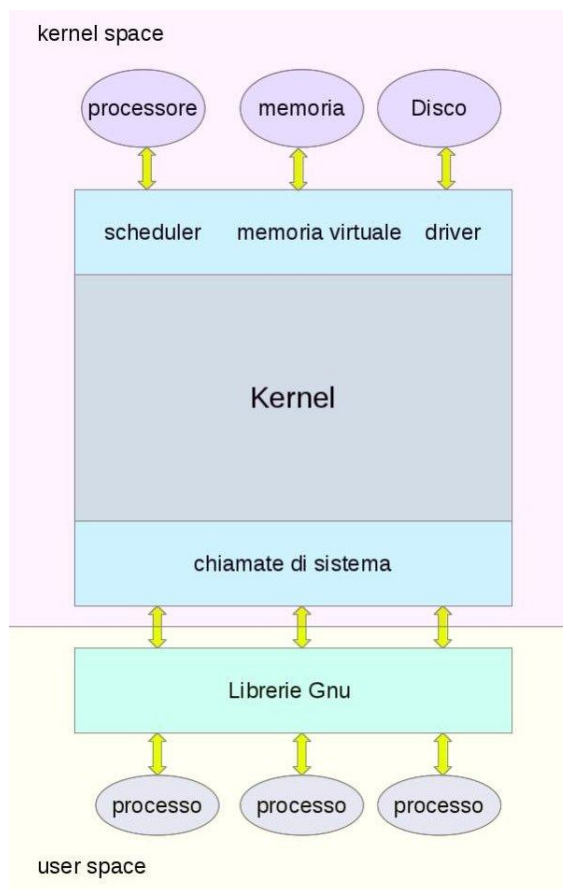 kernel space
processore
memoria
Disco
scheduler
memoria virtuale
driver
Kernel
chiamate di sistema
Librerie Gnu
processo
processo
processo
user space